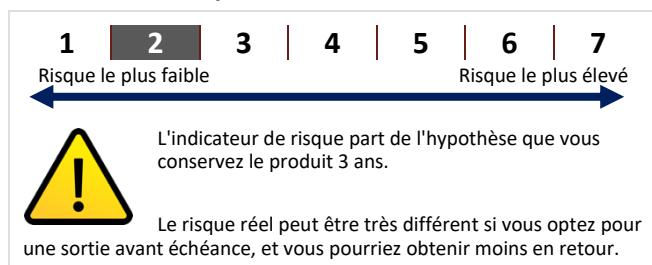 1 2 3 4 5 6 7
Risque le plus faible Risque le plus élevé
L'indicateur de risque part de l'hypothèse que vous
conservez le produit 3 ans.
Le risque réel peut être très différent si vous optez pour
une sortie avant échéance, et vous pourriez obtenir moins en retour.